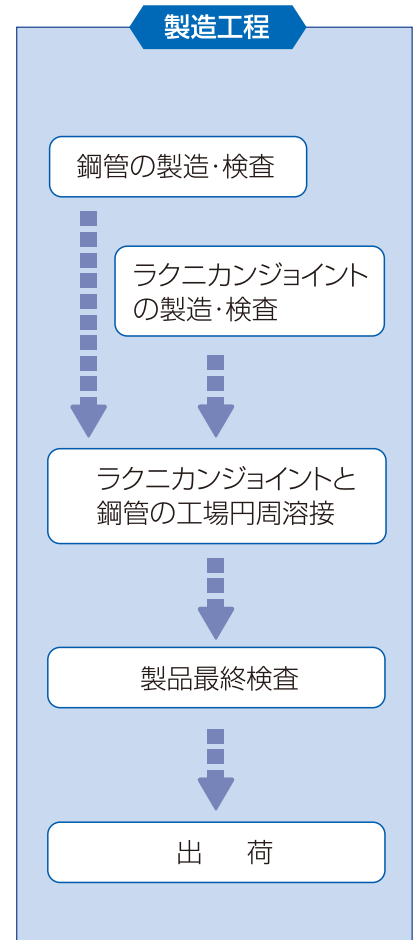 製造工程
鋼管の製造・検査
ラクニカンジョイント
の製造・検査
ラクニカンジョイントと
鋼管の工場円周溶接
製品最終検査
出　荷